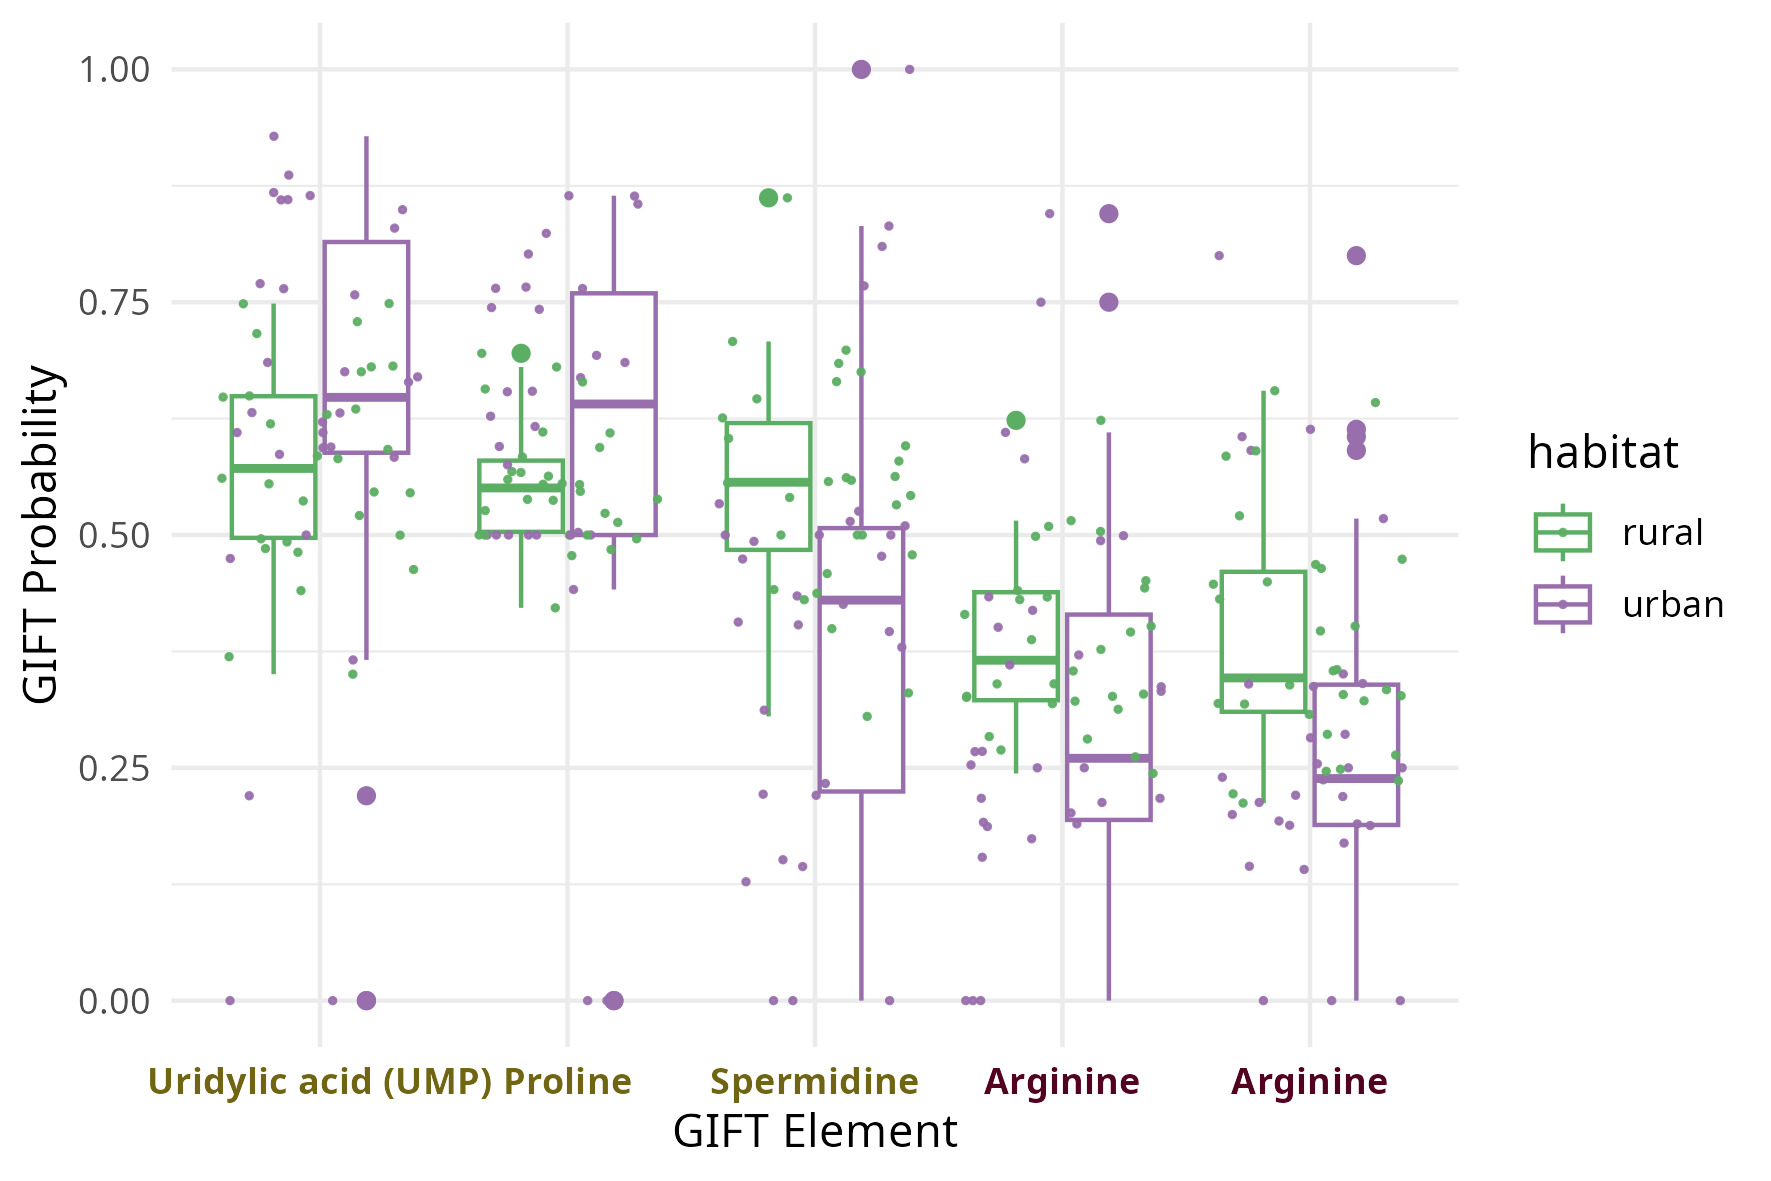 1.00
0.75
0.50
0.25
0.00
GIFT Probability
Uridylic acid (UMP) Proline Spermidine Arginine Arginine
GIFT Element
habitat
rural
urban